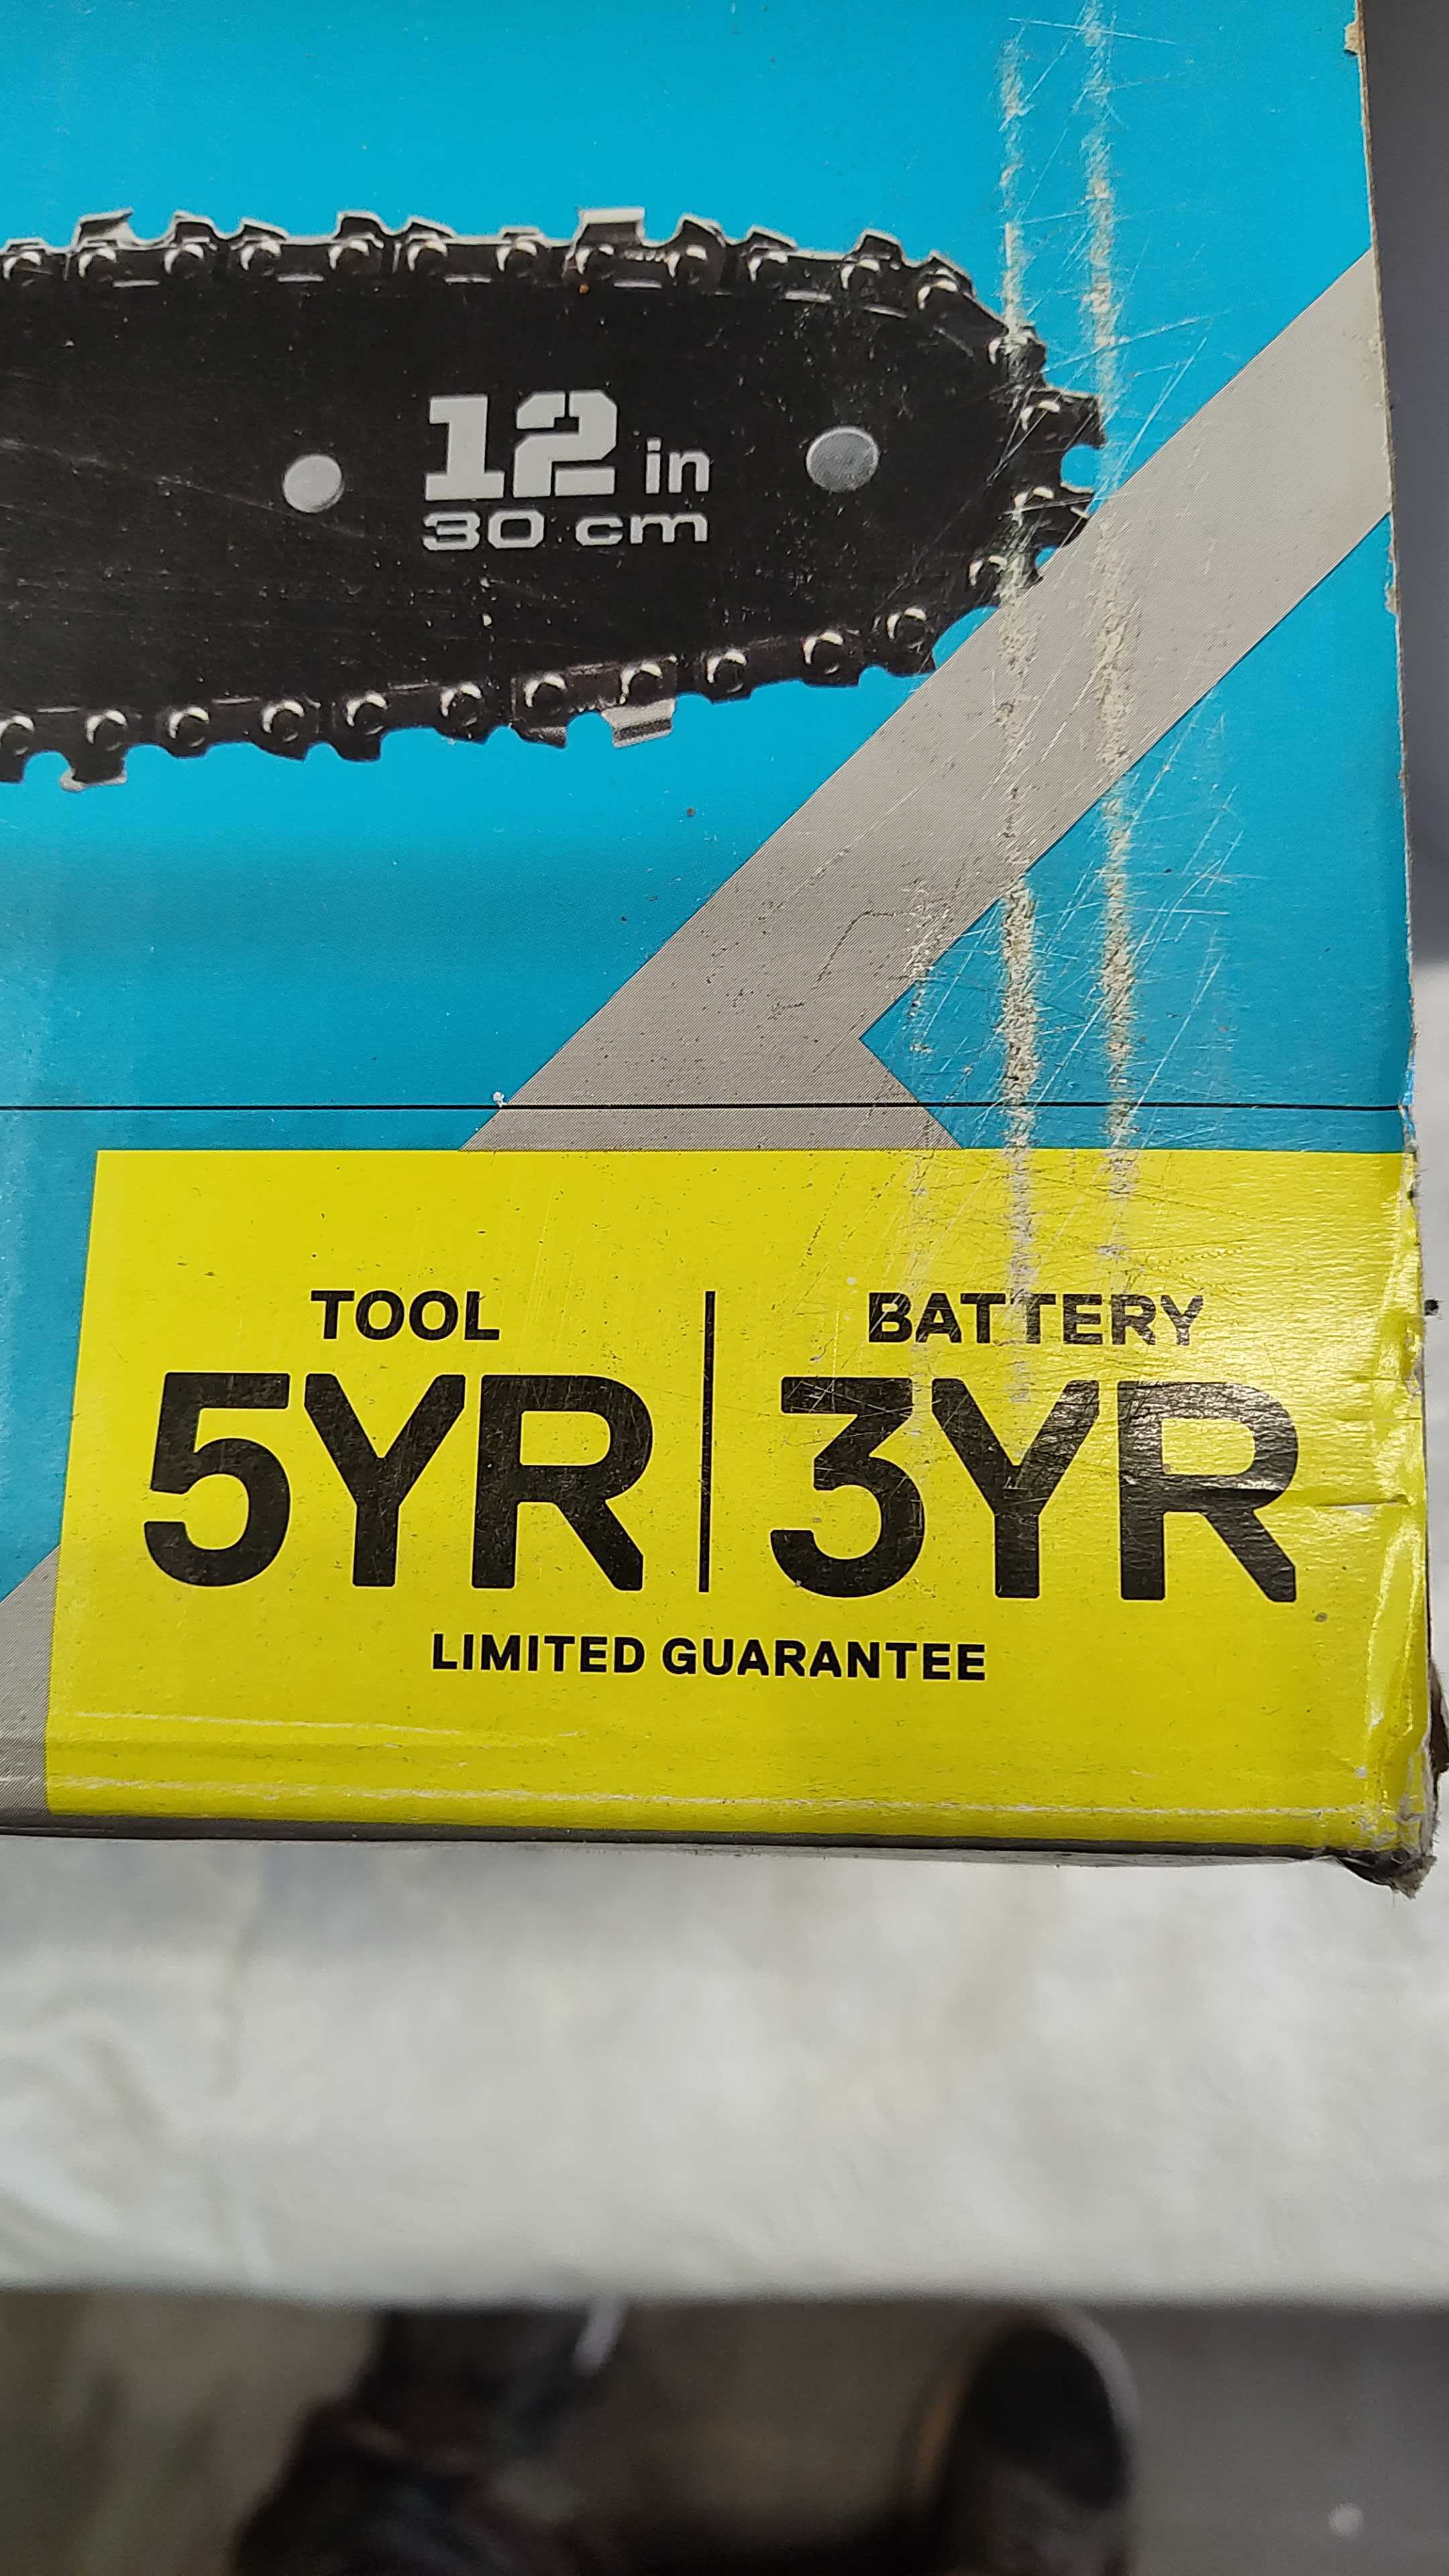 12 in
30 cm
TOOL
5YR
BATTERY
3YR
LIMITED GUARANTEE